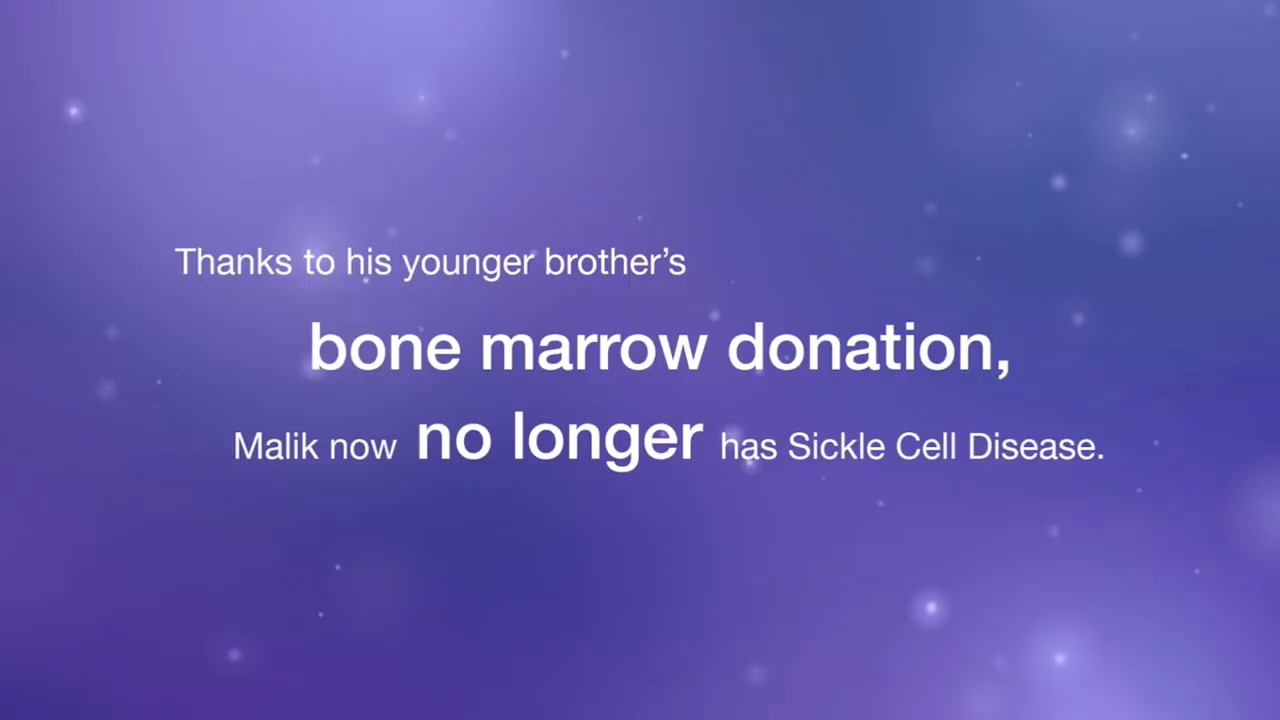 Thanks to his younger brother’s
bone marrow donation,
Malik now no longer has Sickle Cell Disease.